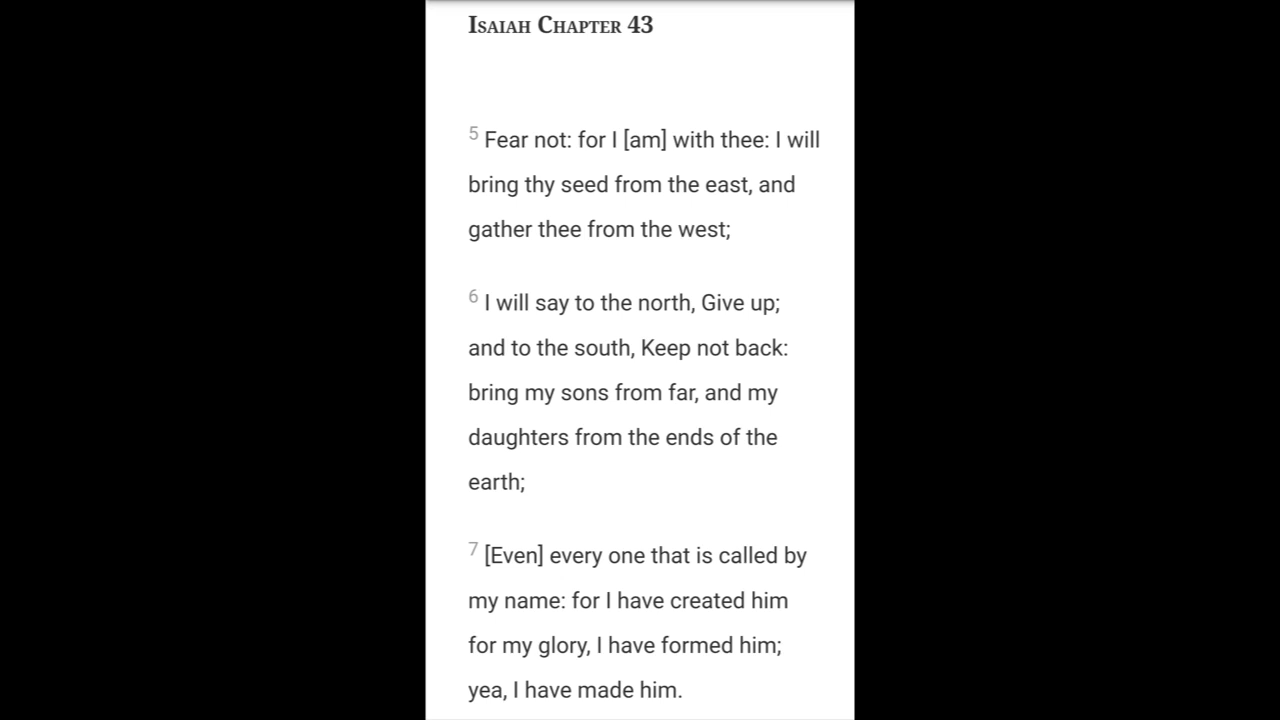 Isaiah Chapter 43
5 Fear not: for I [am] with thee: I will
bring thy seed from the east, and
gather thee from the west;
6 I will say to the north, Give up;
and to the south, Keep not back:
bring my sons from far, and my
daughters from the ends of the
earth;
7 [Even] every one that is called by
my name: for I have created him
for my glory, I have formed him;
yea, I have made him.